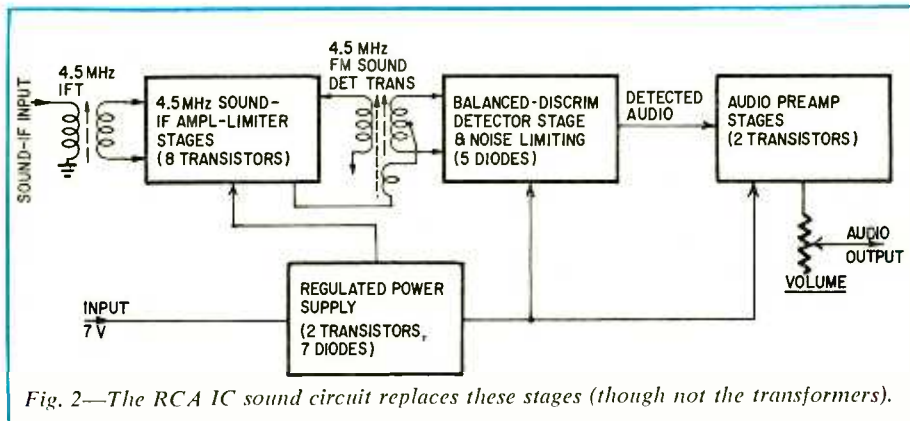 SOUND-IF INPUT
4.5 MHz
IFT
4.5MHz SOUND-
IF AMPL-LIMITER
STAGES
(8 TRANSISTORS)
4.5 MHz
FM SOUND
DET TRANS
BALANCED-DISCRIM
DETECTOR STAGE
& NOISE LIMITING
(5 DIODES)
DETECTED
AUDIO
AUDIO PREAMP
STAGES
(2 TRANSISTORS)
AUDIO
OUTPUT
VOLUME
INPUT
7 V
REGULATED POWER
SUPPLY
(2 TRANSISTORS,
7 DIODES)
Fig. 2—The RCA IC sound circuit replaces these stages (though not the transformers).